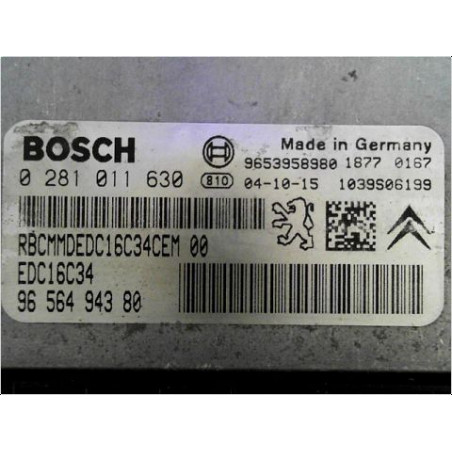 BOSCH
Made in Germany
9653958980 1877 0167
0 281 011 630 810 04-10-15 1039S06199
RBCMMDEDC16C34CEM 00
EDC16C34
96 564 943 80